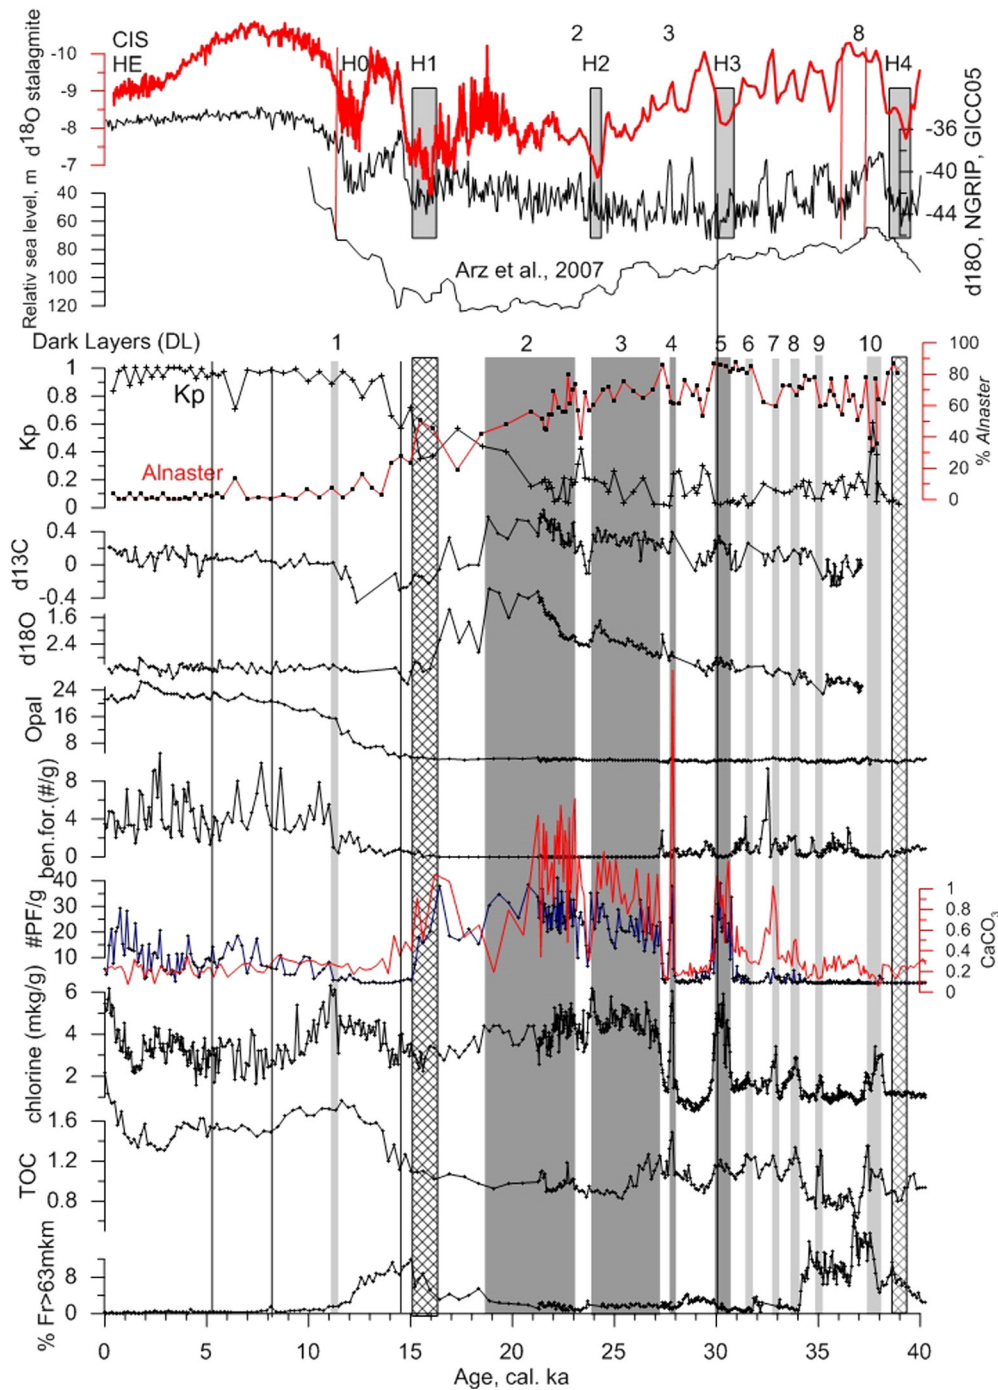 CIS
HE
2 3 8
H0 H1 H2 H3 H4
d18O stalagmite
-10
-9
-8
-7
d18O, NGRIP, GICC05
-36
-40
-44
Relativ sea level, m
40
60
80
100
120
Arz et al., 2007
Dark Layers (DL) 1 2 3 4 5 6 7 8 9 10
Kp
1
0.8
0.6
0.4
0.2
0
Kp
Alnaster
% Alnaster
100
80
60
40
20
0
d13C
0.4
0
-0.4
d18O
1.6
2.4
Opal
24
16
8
ben.for.(#/g)
8
4
0
#PF/g
40
30
20
10
CaCO3
1
0.8
0.6
0.4
0.2
0
chlorine (mkg/g)
6
4
2
TOC
1.6
1.2
0.8
% Fr>63mkm
8
4
0
0 5 10 15 20 25 30 35 40
Age, cal. ka